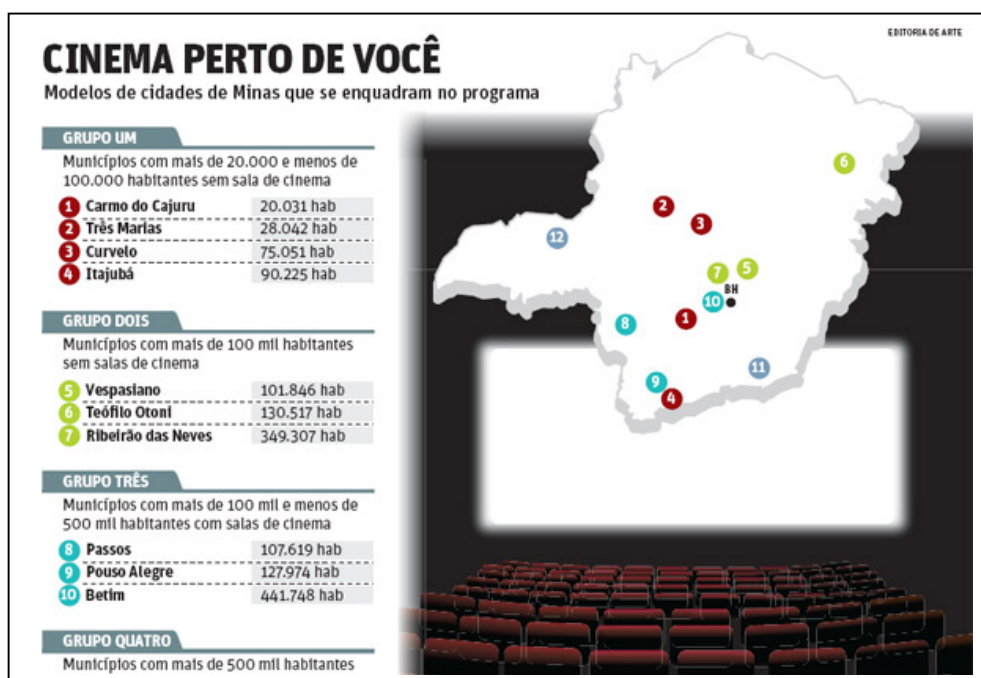 EDITORIA DE ARTE
CINEMA PERTO DE VOCÊ
Modelos de cidades de Minas que se enquadram no programa
GRUPO UM
Municípios com mais de 20.000 e menos de
100.000 habitantes sem sala de cinema
1 Carmo do Cajuru 20.031 hab
2 Três Marias 28.042 hab
3 Curvelo 75.051 hab
4 Itajubá 90.225 hab
GRUPO DOIS
Municípios com mais de 100 mil habitantes
sem salas de cinema
5 Vespasiano 101.846 hab
6 Teófilo Otoni 130.517 hab
7 Ribeirão das Neves 349.307 hab
GRUPO TRÊS
Municípios com mais de 100 mil e menos de
500 mil habitantes com salas de cinema
8 Passos 107.619 hab
9 Pouso Alegre 127.974 hab
10 Betim 441.748 hab
GRUPO QUATRO
Municípios com mais de 500 mil habitantes
6
2
3
12
7
5
BH
10
8
1
11
9
4